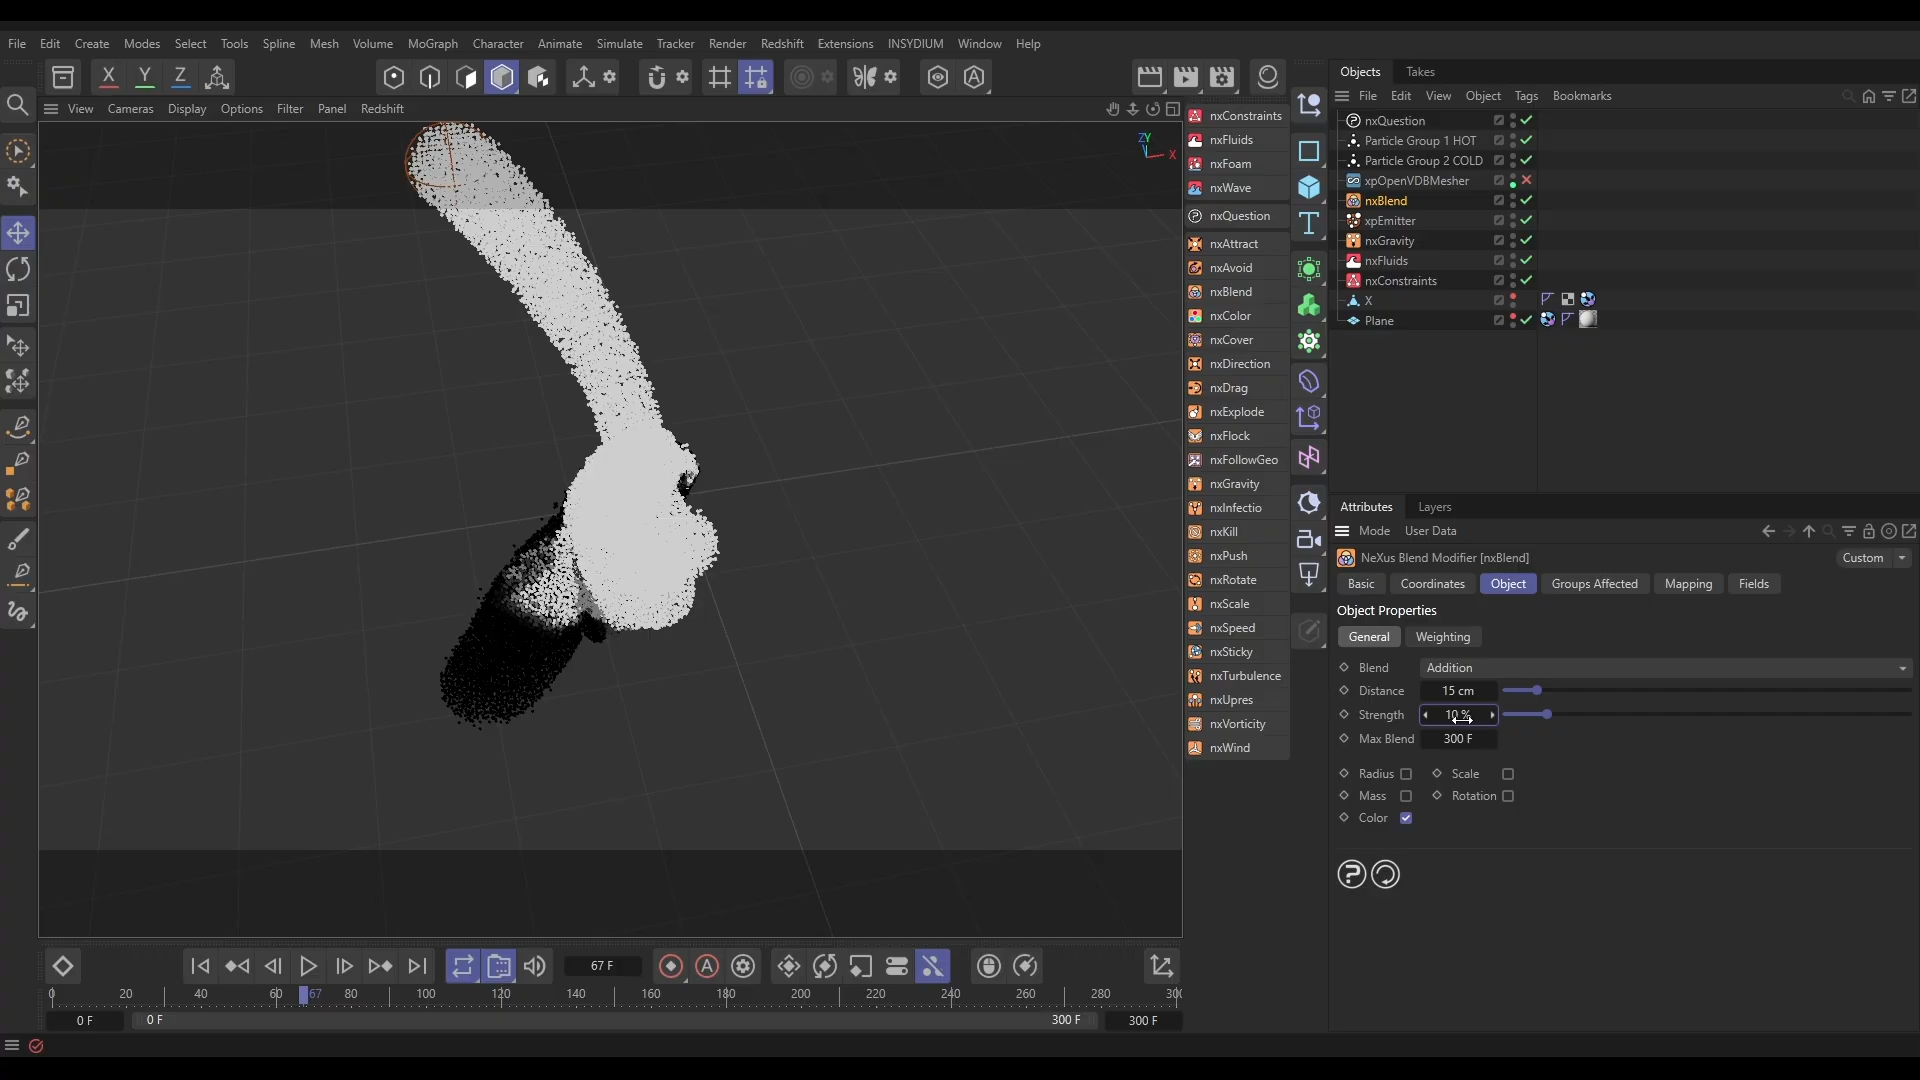 File Edit Create Modes Select Tools Spline Mesh Volume MoGraph Character Animate Simulate Tracker Render Redshift Extensions INSYDIUM Window Help
X Y Z
View Cameras Display Options Filter Panel Redshift
ZY
X
nxConstraints
nxFluids
nxFoam
nxWave
nxQuestion
nxAttract
nxAvoid
nxBlend
nxColor
nxCover
nxDirection
nxDrag
nxExplode
nxFlock
nxFollowGeo
nxGravity
nxInfectio
nxKill
nxPush
nxRotate
nxScale
nxSpeed
nxSticky
nxTurbulence
nxUpres
nxVorticity
nxWind
Objects Takes
File Edit View Object Tags Bookmarks
nxQuestion
Particle Group 1 HOT
Particle Group 2 COLD
xpOpenVDBMesher
nxBlend
xpEmitter
nxGravity
nxFluids
nxConstraints
X
Plane
Attributes Layers
Mode User Data
NeXus Blend Modifier [nxBlend] Custom
Basic Coordinates Object Groups Affected Mapping Fields
Object Properties
General Weighting
Blend Addition
Distance 15 cm
Strength 10 %
Max Blend 300 F
Radius Scale
Mass Rotation
Color
67 F
0 20 40 60 67 80 100 120 140 160 180 200 220 240 260 280 300
0 F 0 F 300 F 300 F